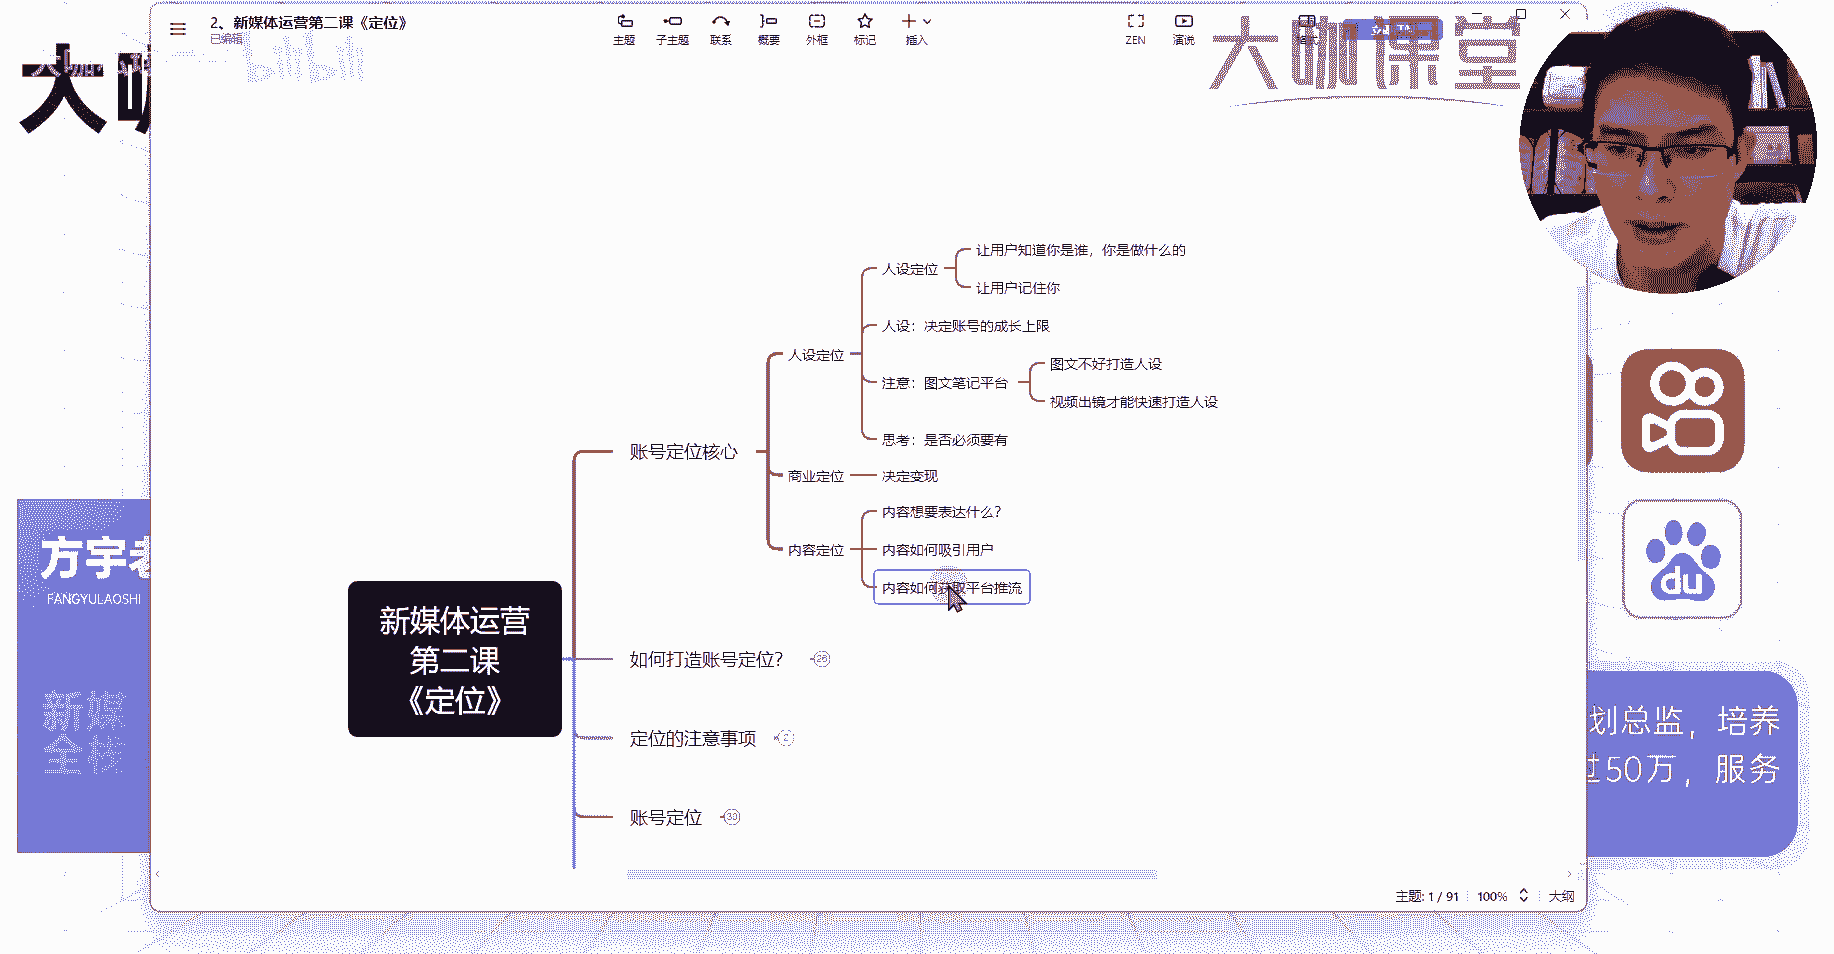 2、新媒体运营第二课《定位》
已编辑
主题
子主题
联系
概要
外框
标记
插入
ZEN
演说
bilibili
大咖课堂
大咖
方宇老
FANGYULAOSHI
新媒
全栈
人设定位
让用户知道你是谁，你是做什么的
让用户记住你
人设：决定账号的成长上限
人设定位
注意：图文笔记平台
图文不好打造人设
视频出镜才能快速打造人设
思考：是否必须要有
账号定位核心
商业定位
决定变现
内容定位
内容想要表达什么？
内容如何吸引用户
内容如何获取平台推流
新媒体运营
第二课
《定位》
如何打造账号定位？
26
定位的注意事项
2
账号定位
30
du
划总监，培养
过50万，服务
主题: 1 / 91
100%
大纲